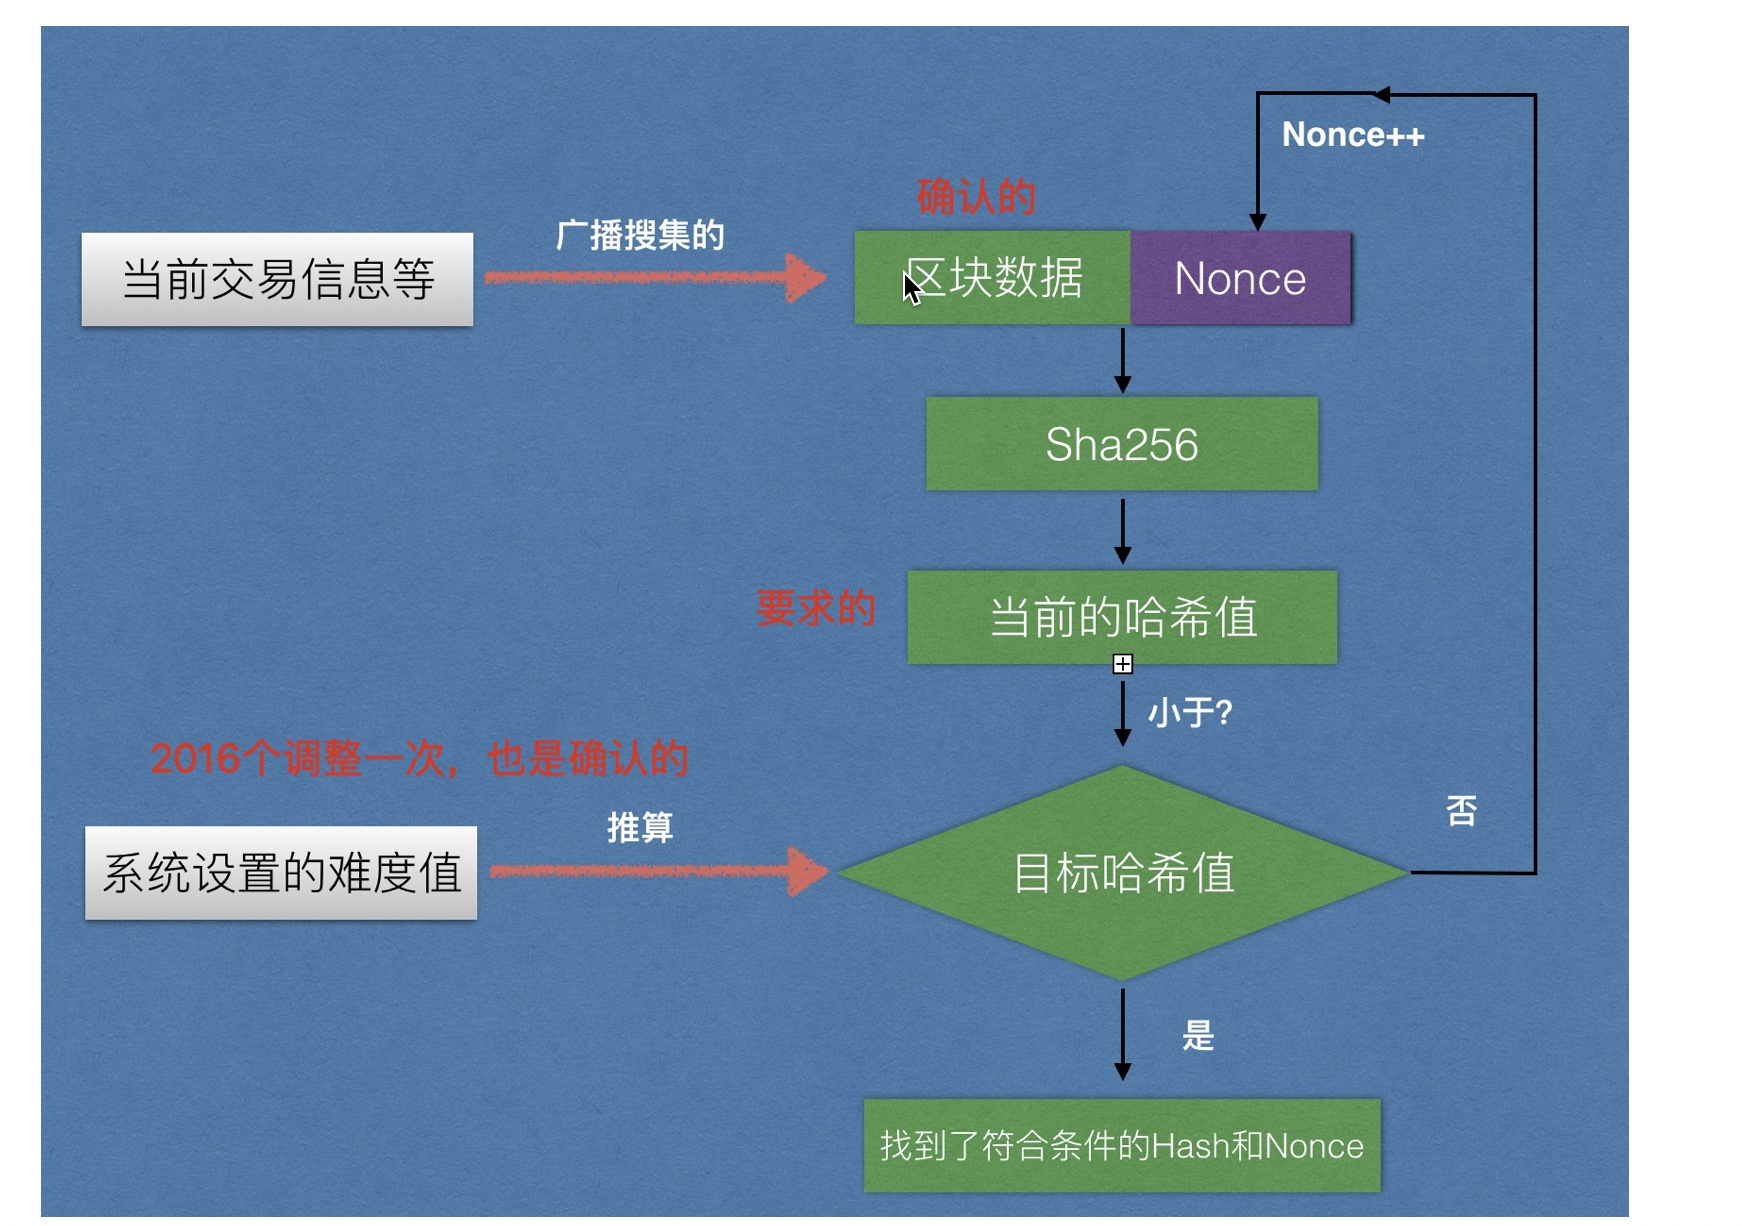 Nonce++
确认的
广播搜集的
当前交易信息等
区块数据
Nonce
Sha256
要求的
当前的哈希值
小于?
2016个调整一次，也是确认的
推算
否
系统设置的难度值
目标哈希值
是
找到了符合条件的Hash和Nonce